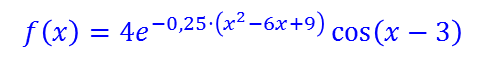 f(x) = 4e^{−0,25·(x²−6x+9)} cos(x − 3)